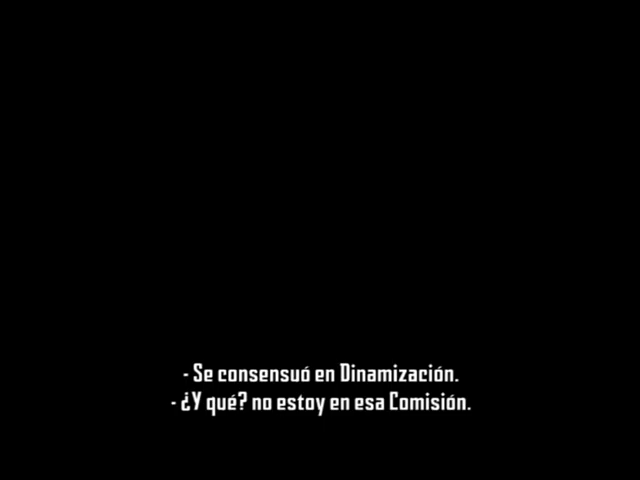 - Se consensuó en Dinamización.
- ¿Y qué? no estoy en esa Comisión.